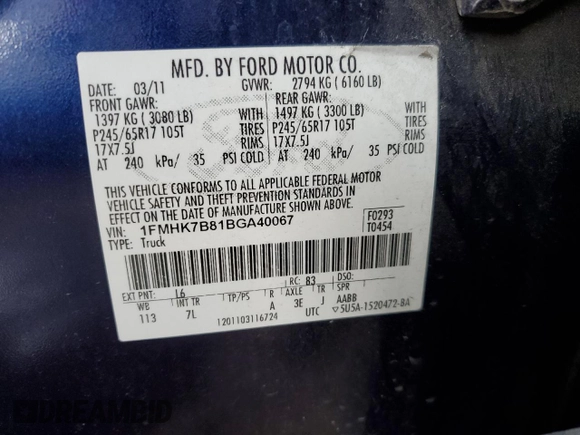 MFD. BY FORD MOTOR CO.
DATE: 03/11 GVWR: 2794 KG ( 6160 LB)
FRONT GAWR: REAR GAWR:
1397 KG ( 3080 LB) WITH 1497 KG ( 3300 LB) WITH
P245/65R17 105T TIRES P245/65R17 105T TIRES
17X7.5J RIMS 17X7.5J RIMS
AT 240 kPa/ 35 PSI COLD AT 240 kPa/ 35 PSI COLD
THIS VEHICLE CONFORMS TO ALL APPLICABLE FEDERAL MOTOR
VEHICLE SAFETY AND THEFT PREVENTION STANDARDS IN
EFFECT ON THE DATE OF MANUFACTURE SHOWN ABOVE.
VIN: 1FMHK7B81BGA40067 F0293
TYPE: Truck T0454
EXT PNT: L6 RC: 83 DSO:
WB INT TR TP/PS R AXLE TR SPR
113 7L A 3E J AABB
1201103116724 UTC ▽5U5A-1520472-BA
DREAMBID